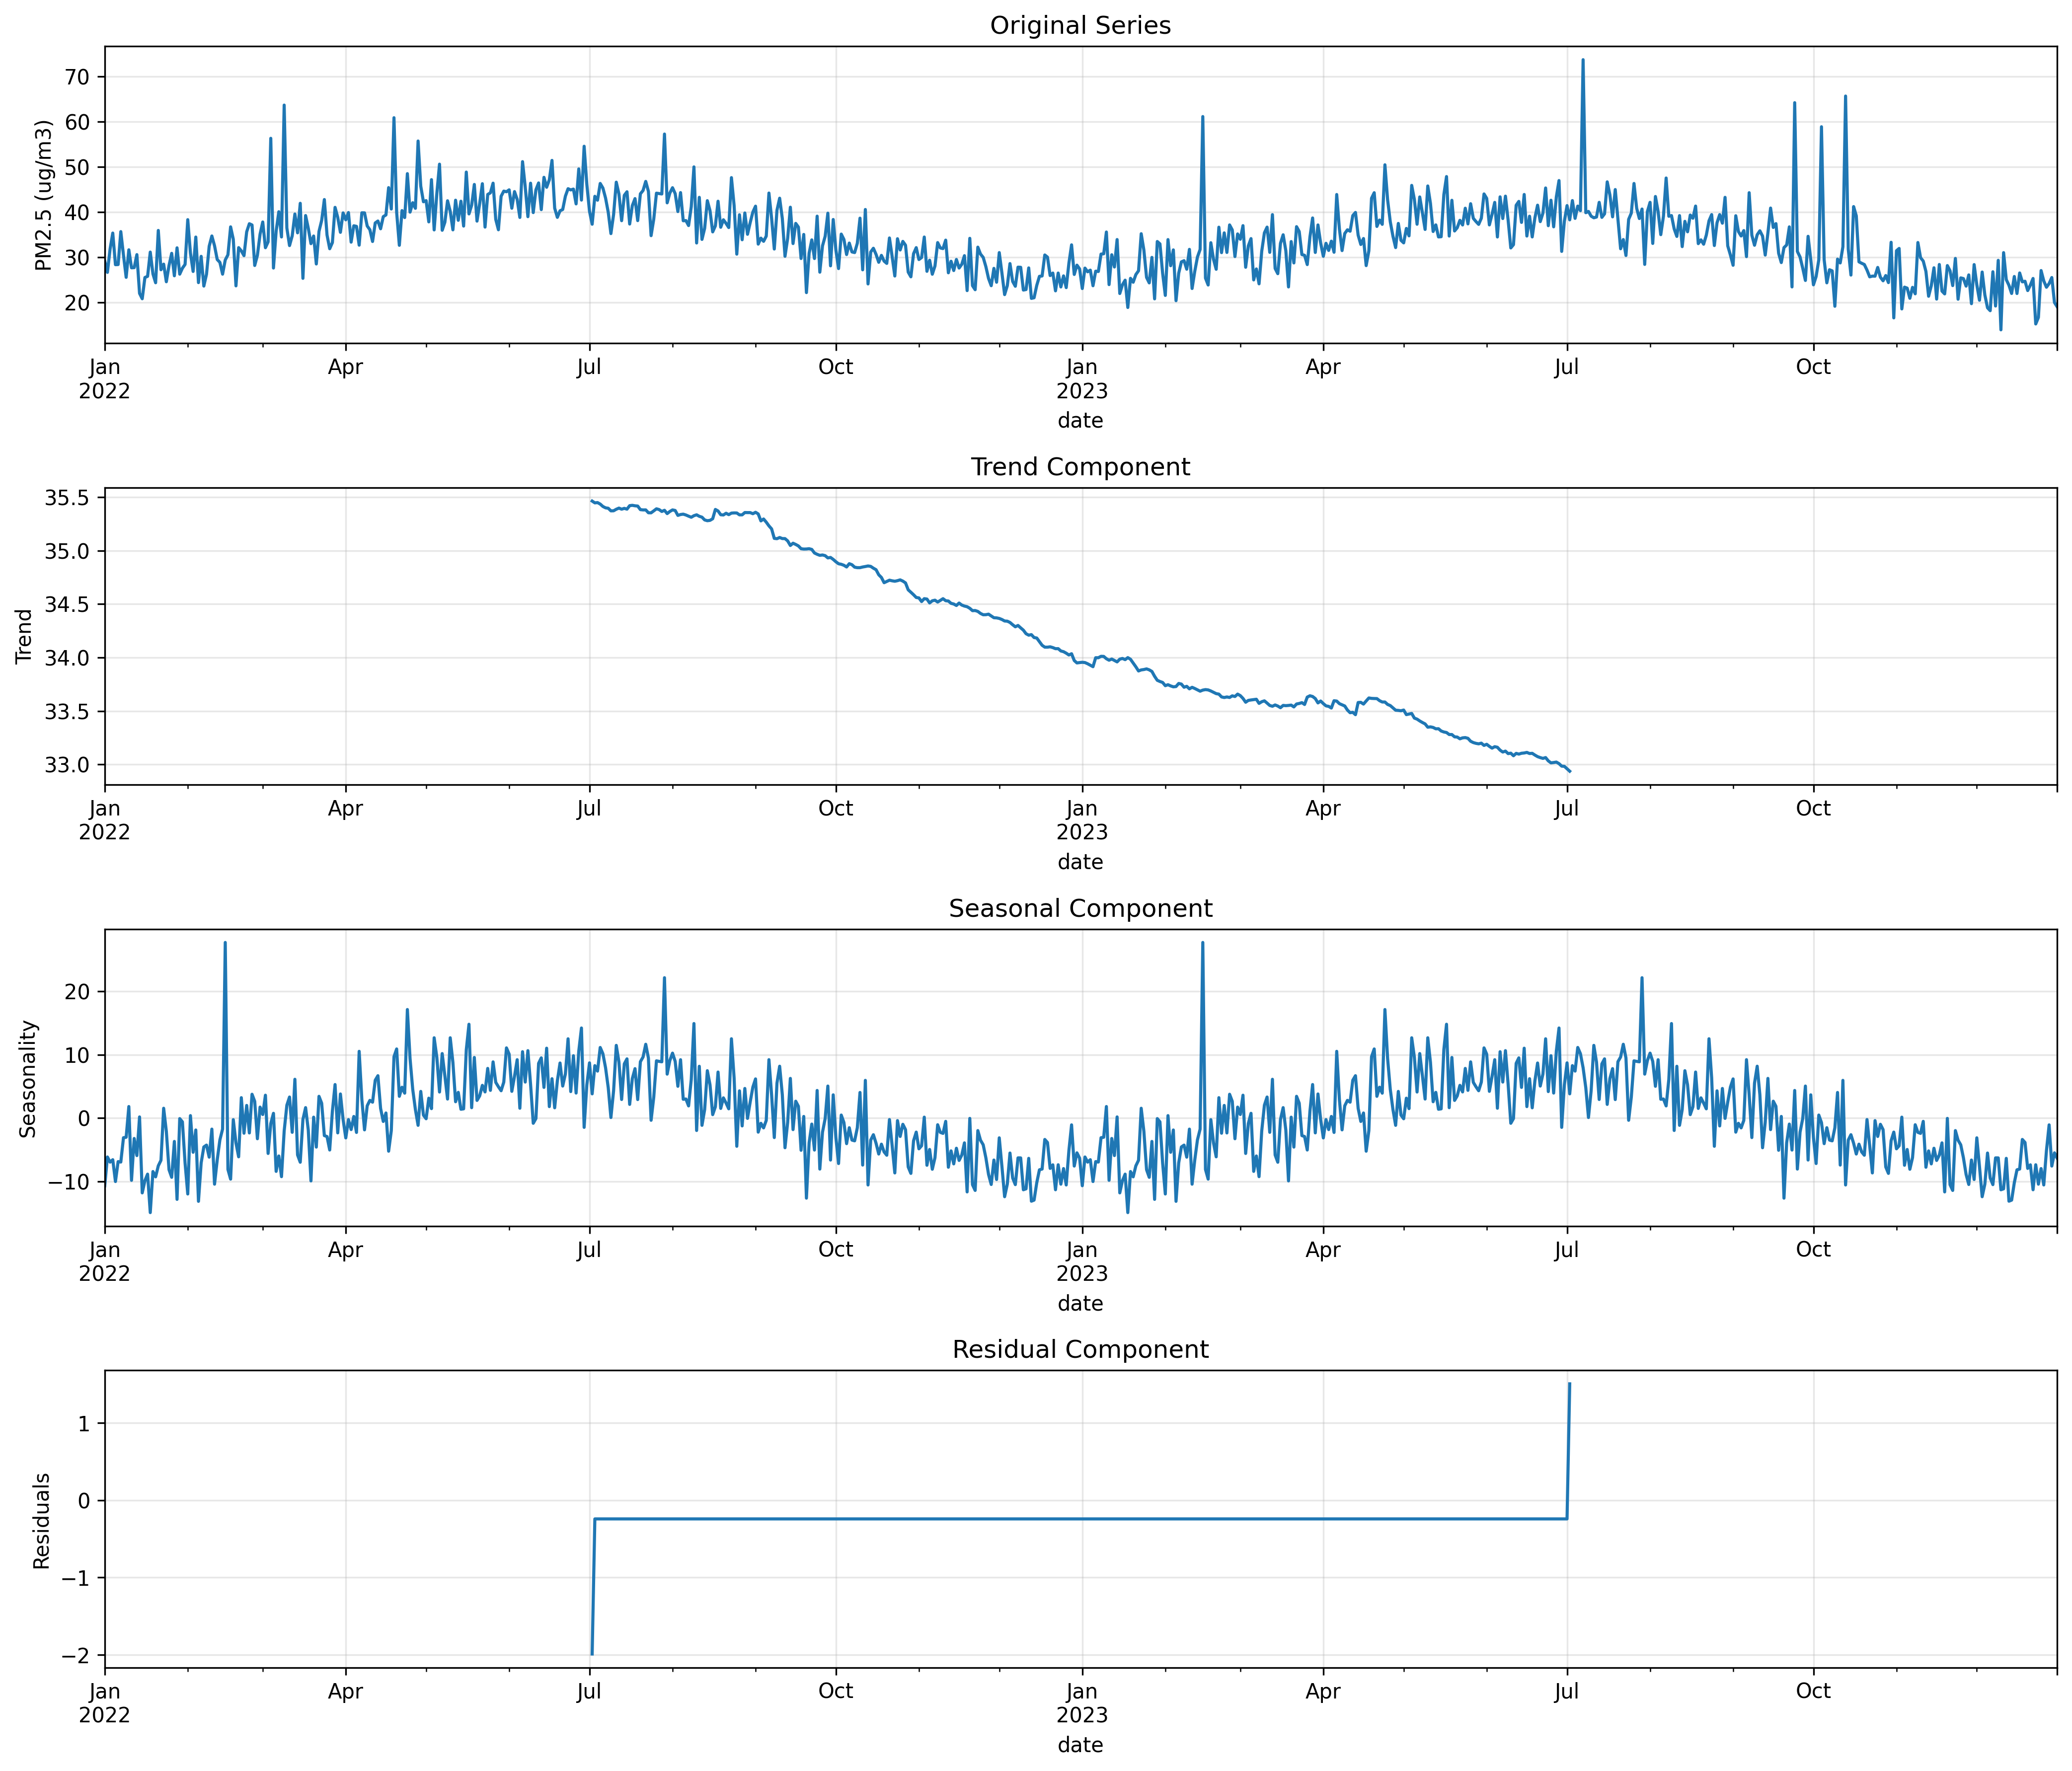 Original Series
PM2.5 (ug/m3)
70
60
50
40
30
20
Jan Apr Jul Oct Jan Apr Jul Oct
2022 2023
date
Trend Component
Trend
35.5
35.0
34.5
34.0
33.5
33.0
Jan Apr Jul Oct Jan Apr Jul Oct
2022 2023
date
Seasonal Component
Seasonality
20
10
0
−10
Jan Apr Jul Oct Jan Apr Jul Oct
2022 2023
date
Residual Component
Residuals
1
0
−1
−2
Jan Apr Jul Oct Jan Apr Jul Oct
2022 2023
date